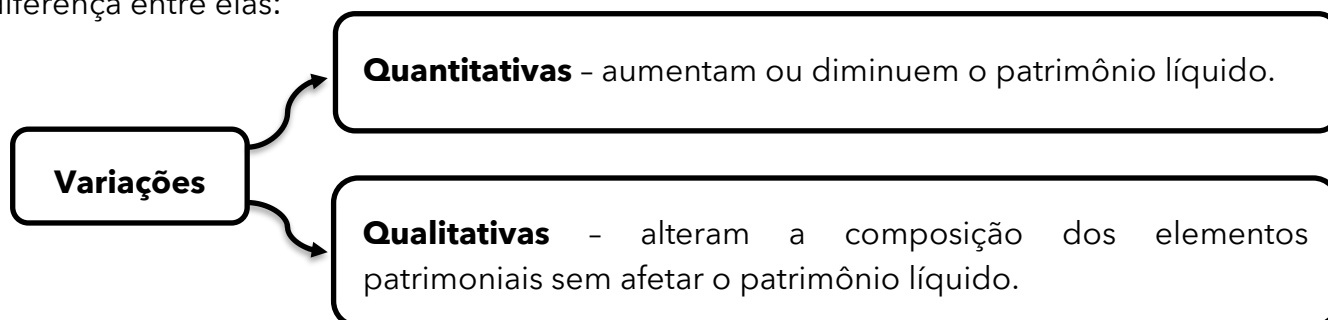 diferença entre elas:
Quantitativas – aumentam ou diminuem o patrimônio líquido.
Variações
Qualitativas – alteram a composição dos elementos
patrimoniais sem afetar o patrimônio líquido.